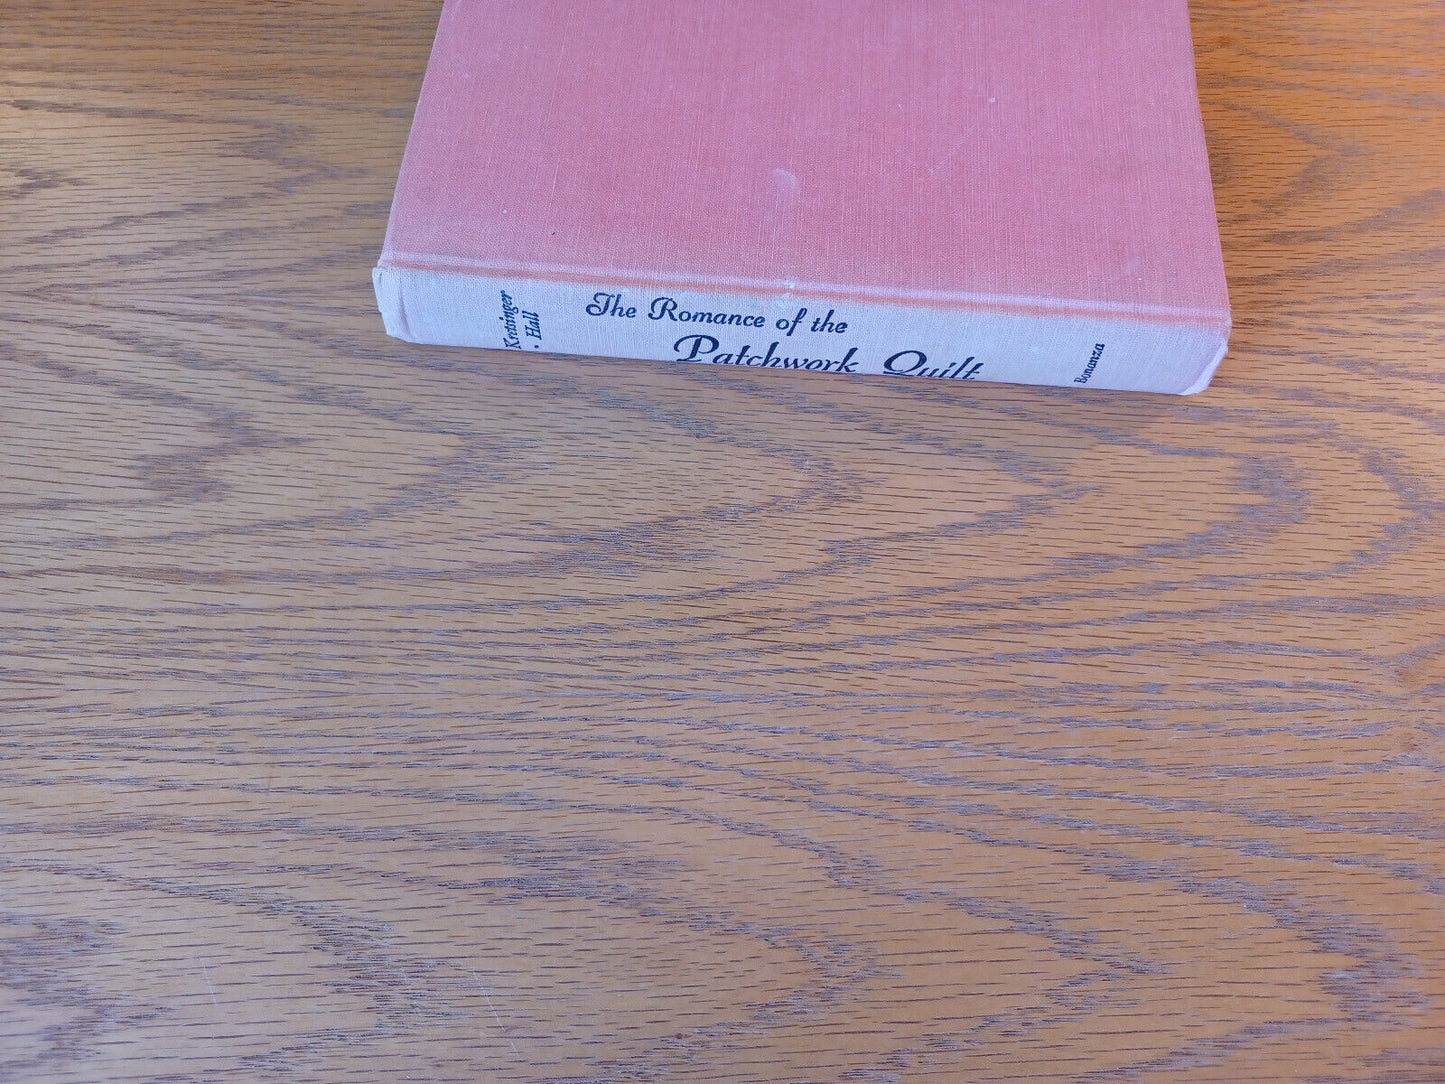 Kretsinger
Hall
The Romance of the
Patchwork Quilt
Bonanza